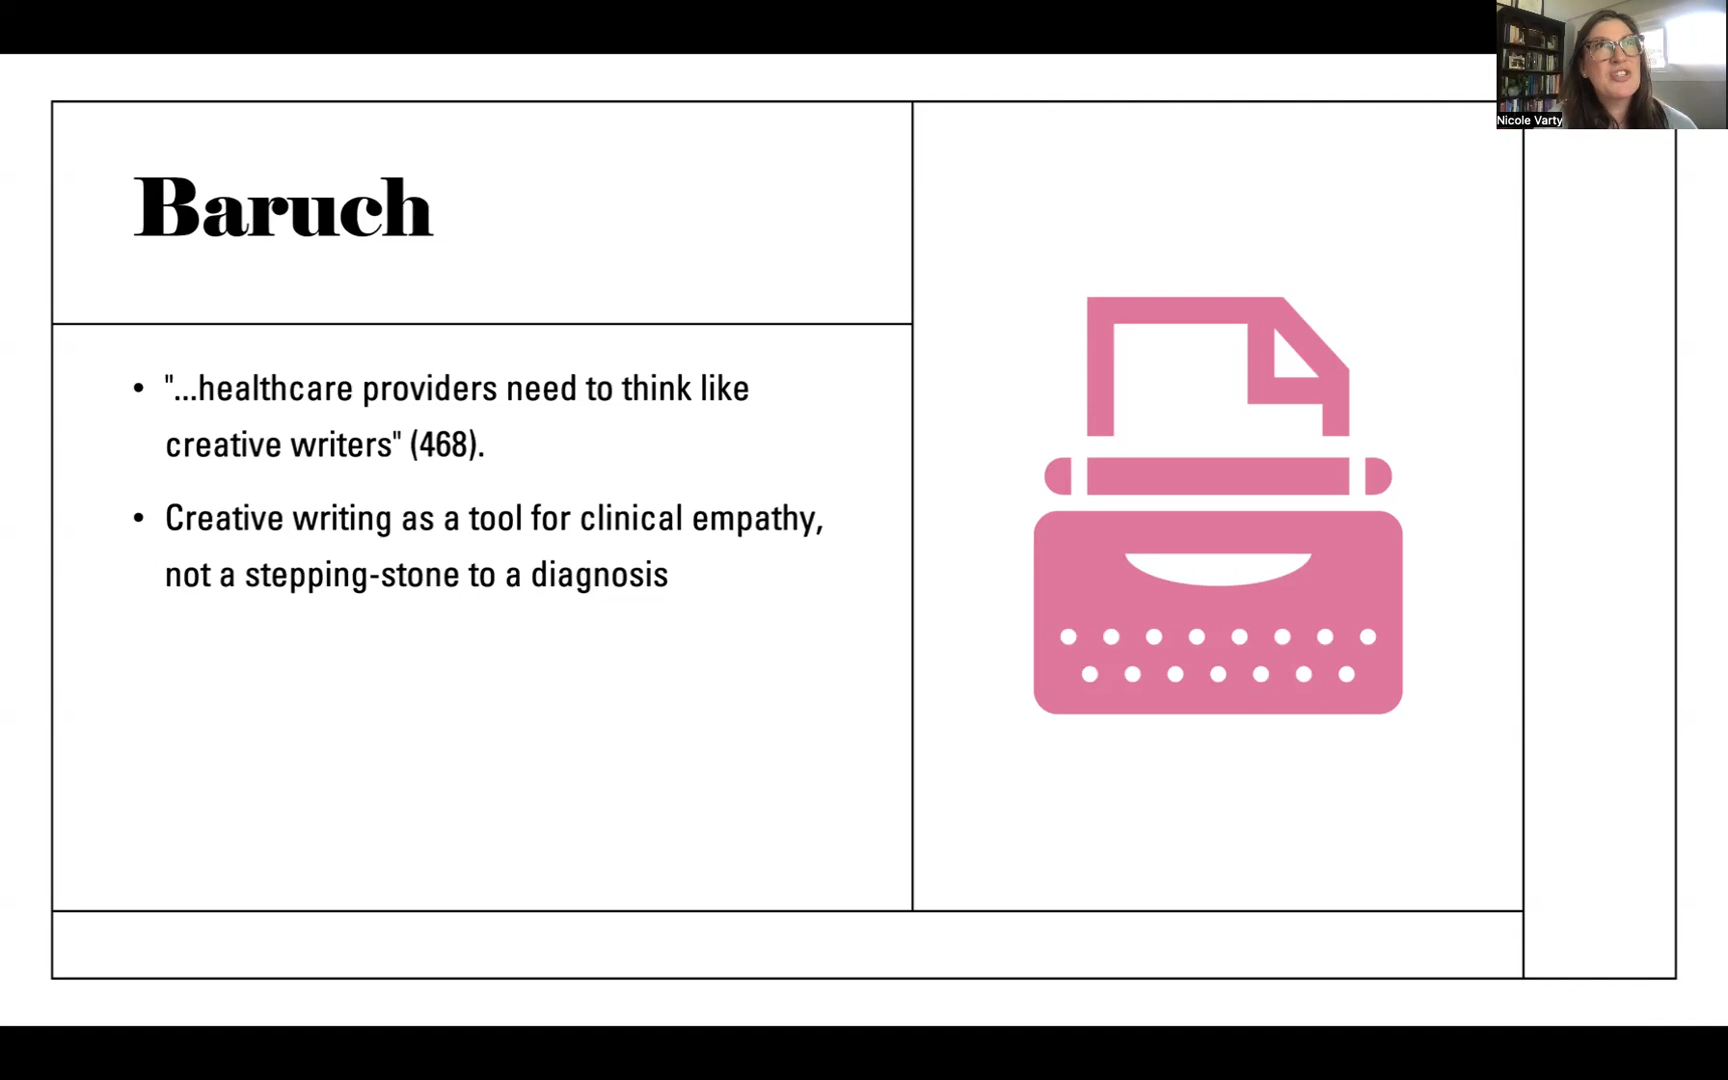 Nicole Varty
Baruch
• "...healthcare providers need to think like
creative writers" (468).
• Creative writing as a tool for clinical empathy,
not a stepping-stone to a diagnosis